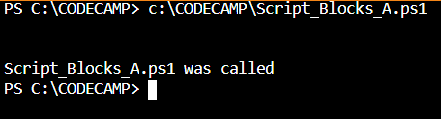 PS C:\CODECAMP> c:\CODECAMP\Script_Blocks_A.ps1
Script_Blocks_A.ps1 was called
PS C:\CODECAMP>